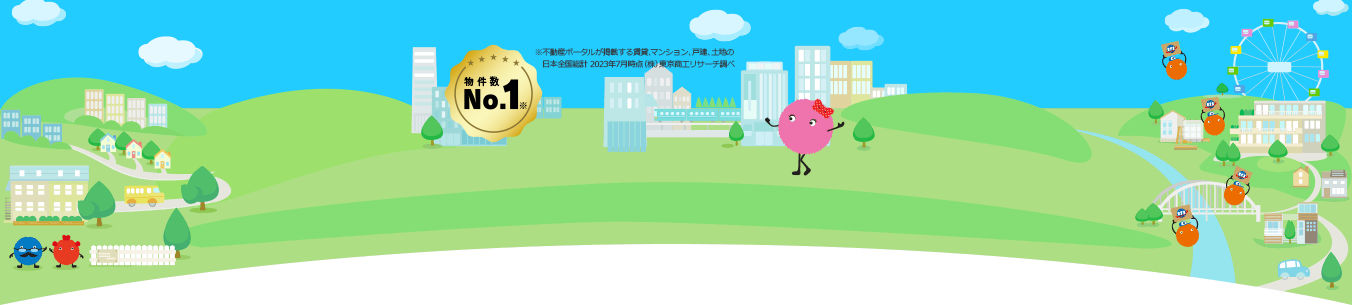 物件数
No.1※
※不動産ポータルが掲載する賃貸、マンション、戸建、土地の
日本全国総計 2023年7月時点 (株) 東京商工リサーチ調べ